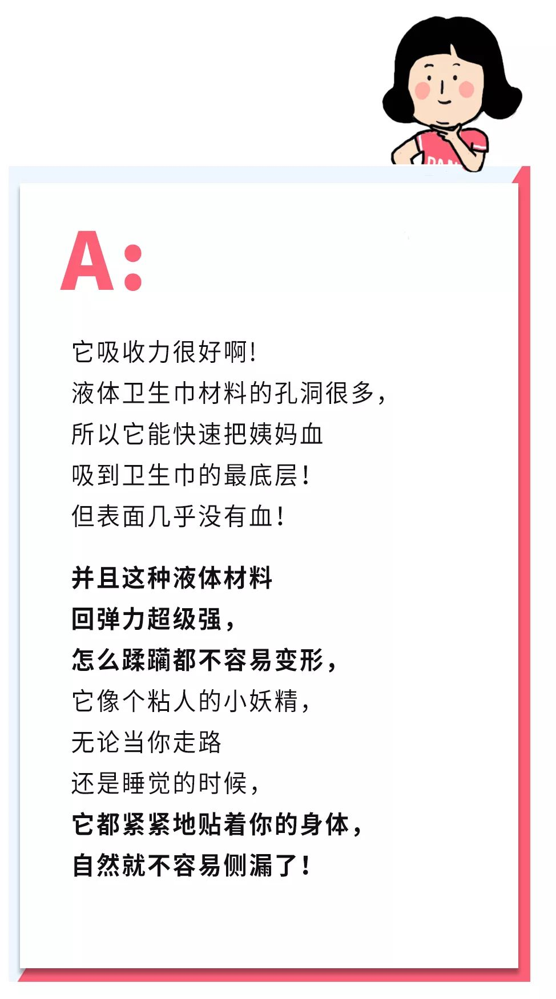 A:
它吸收力很好啊!
液体卫生巾材料的孔洞很多，
所以它能快速把姨妈血
吸到卫生巾的最底层！
但表面几乎没有血！
并且这种液体材料
回弹力超级强，
怎么蹂躏都不容易变形，
它像个粘人的小妖精，
无论当你走路
还是睡觉的时候，
它都紧紧地贴着你的身体，
自然就不容易侧漏了！